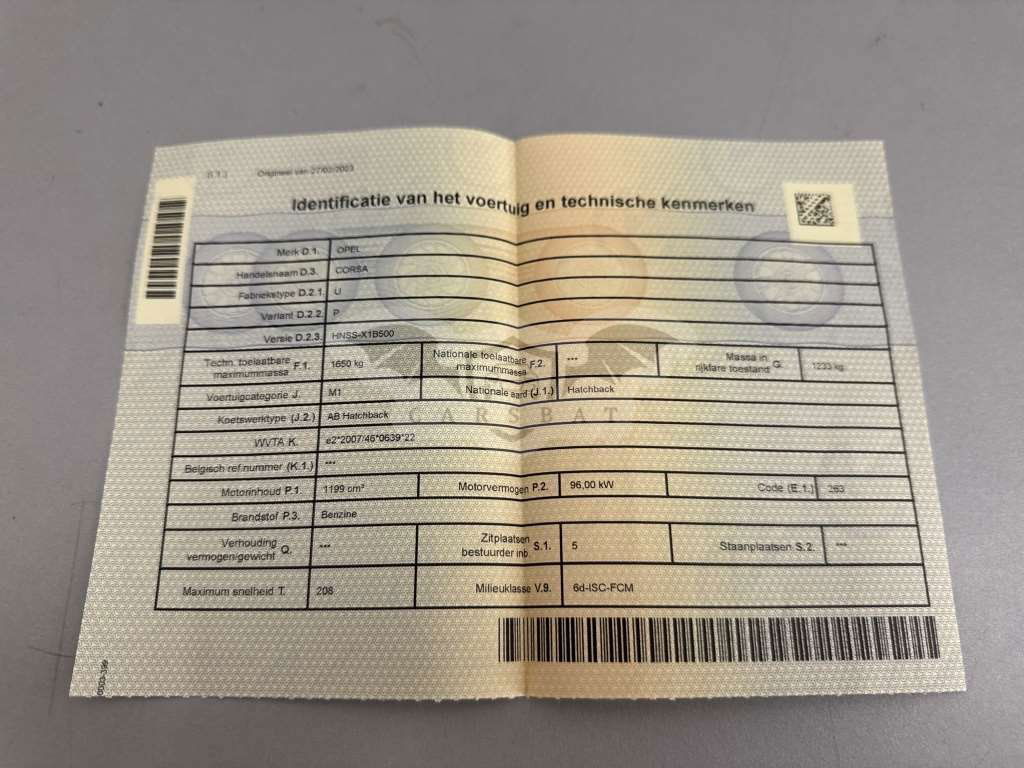 Origineel van 27/02/2023
Identificatie van het voertuig en technische kenmerken
Merk D.1. OPEL
Handelsnaam D.3. CORSA
Fabriekstype D.2.1. U
Variant D.2.2. P
Versie D.2.3. HNSS-X1B500
Techn. toelaatbare maximummassa F.1. 1650 kg Nationale toelaatbare maximummassa F.2. *** Massa in rijklare toestand G. 1233 kg
Voertuigcategorie J. M1 Nationale aard (J.1.) Hatchback
Koetswerktype (J.2.) AB Hatchback
CARSBAT
WVTA K. e2*2007/46*0639*22
Belgisch ref.nummer (K.1.) ***
Motorinhoud P.1. 1199 cm³ Motorvermogen P.2. 96,00 kW Code (E.1.) 263
Brandstof P.3. Benzine
Verhouding vermogen/gewicht Q. *** Zitplaatsen bestuurder inb. S.1. 5 Staanplaatsen S.2. ***
Maximum snelheid T. 208 Milieuklasse V.9. 6d-ISC-FCM